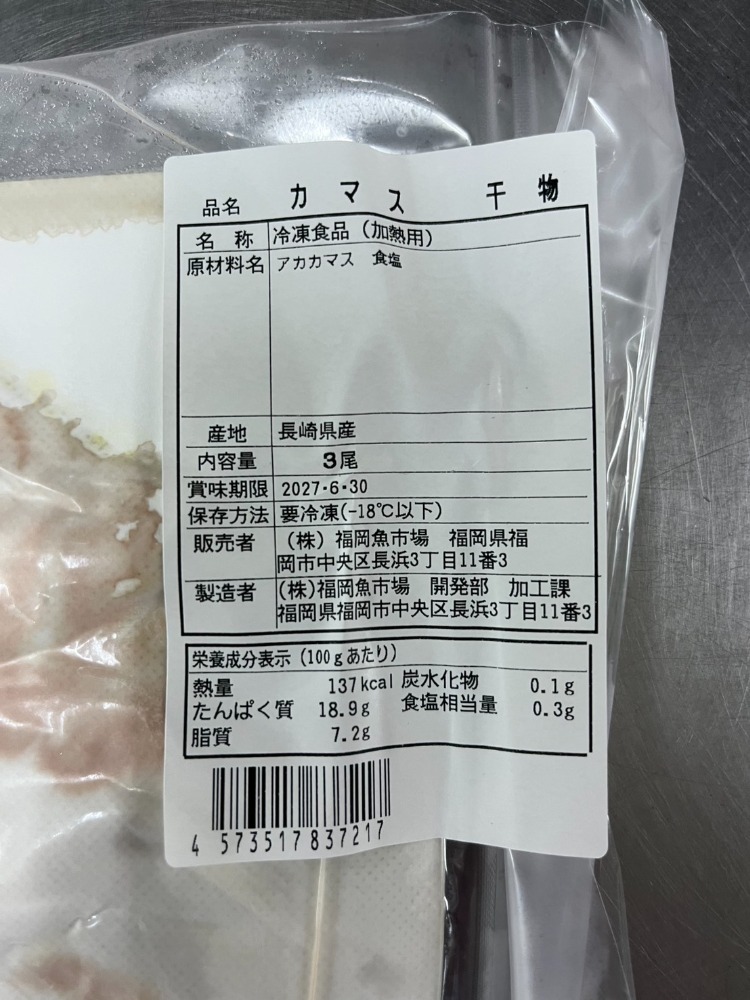 品名 カマス 干物
名 称 冷凍食品（加熱用）
原材料名 アカカマス 食塩
産地 長崎県産
内容量 3尾
賞味期限 2027・6・30
保存方法 要冷凍(-18℃以下)
販売者 （株）福岡魚市場 福岡県福
岡市中央区長浜3丁目11番3
製造者 (株)福岡魚市場 開発部 加工課
福岡県福岡市中央区長浜3丁目11番3
栄養成分表示（100gあたり）
熱量 137kcal 炭水化物 0.1g
たんぱく質 18.9g 食塩相当量 0.3g
脂質 7.2g
4 573517 837217